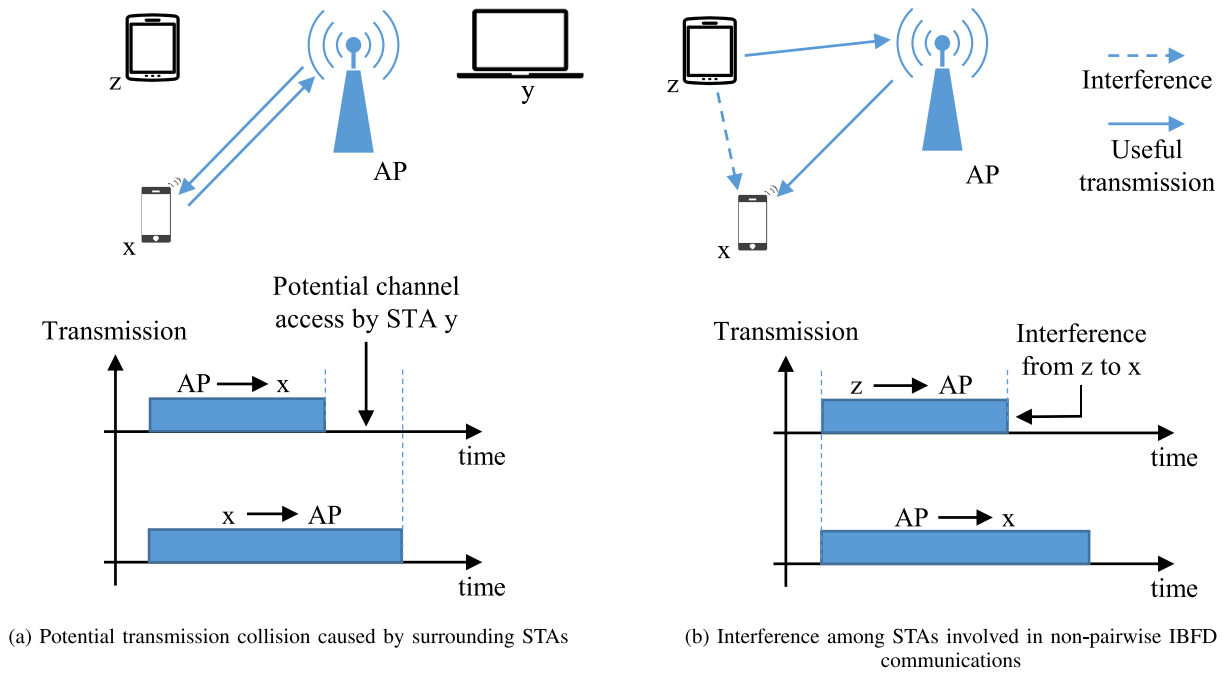 z
AP
y
x
Potential channel
access by STA y
Transmission
AP x
time
x AP
time
(a) Potential transmission collision caused by surrounding STAs
z
AP
x
Interference
Useful
transmission
Transmission
Interference
from z to x
z AP
time
AP x
time
(b) Interference among STAs involved in non-pairwise IBFD
communications